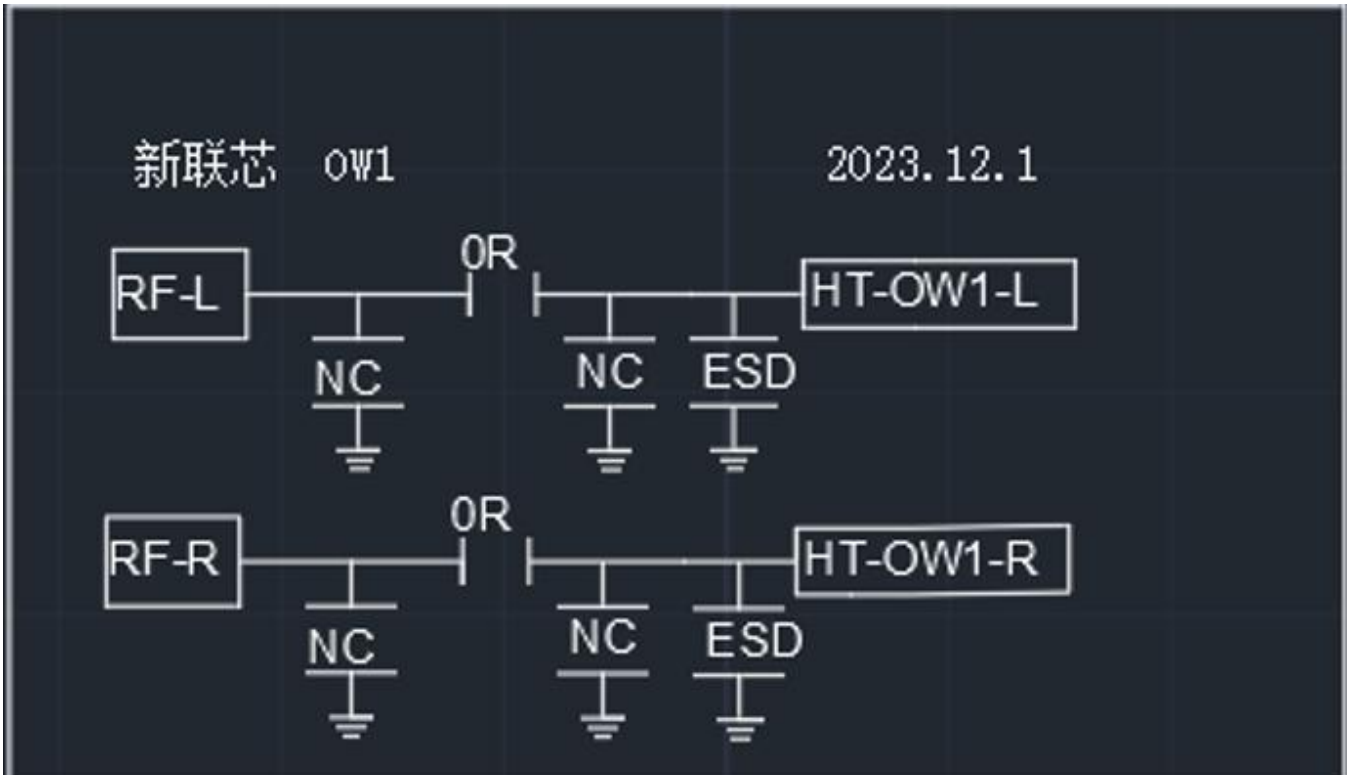 新联芯 OW1 2023.12.1
0R
RF-L HT-OW1-L
NC NC ESD
0R
RF-R HT-OW1-R
NC NC ESD